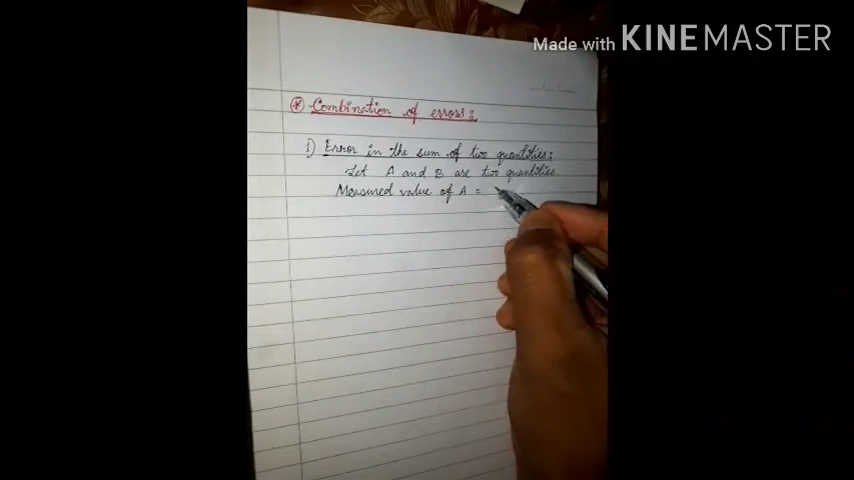 Made with KINEMASTER
* Combination of errors:
1) Error in the sum of two quantities:
Let A and B are two quantities.
Measured value of A =